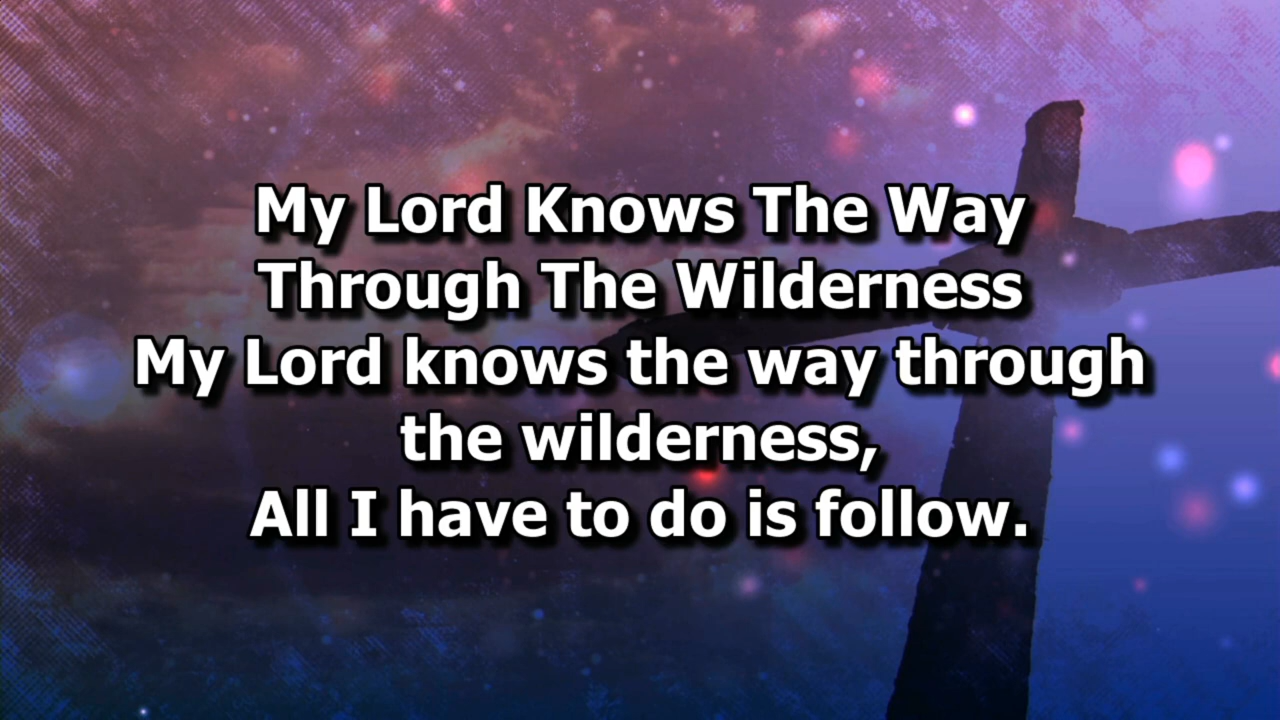 My Lord Knows The Way
Through The Wilderness
My Lord knows the way through
the wilderness,
All I have to do is follow.